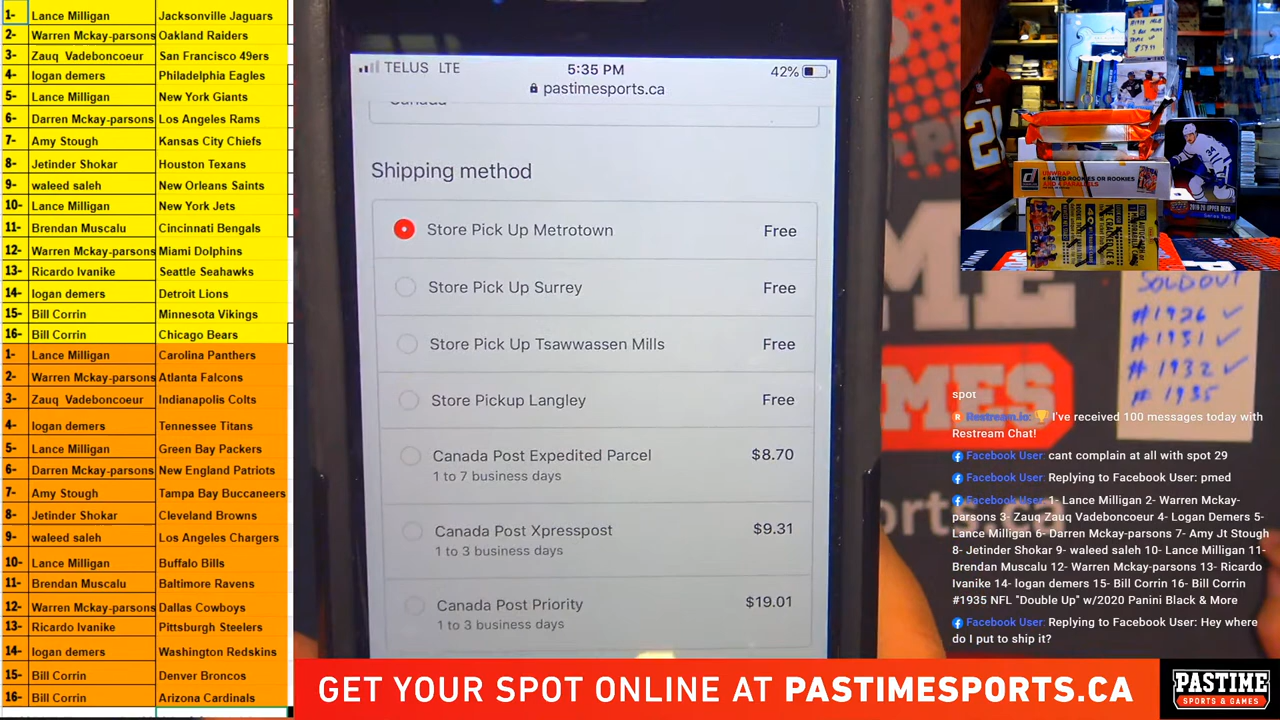 1- Lance Milligan Jacksonville Jaguars
2- Warren Mckay-parsons Oakland Raiders
3- Zauq Vadeboncoeur San Francisco 49ers
4- logan demers Philadelphia Eagles
5- Lance Milligan New York Giants
6- Darren Mckay-parsons Los Angeles Rams
7- Amy Stough Kansas City Chiefs
8- Jetinder Shokar Houston Texans
9- waleed saleh New Orleans Saints
10- Lance Milligan New York Jets
11- Brendan Muscalu Cincinnati Bengals
12- Warren Mckay-parsons Miami Dolphins
13- Ricardo Ivanike Seattle Seahawks
14- logan demers Detroit Lions
15- Bill Corrin Minnesota Vikings
16- Bill Corrin Chicago Bears
1- Lance Milligan Carolina Panthers
2- Warren Mckay-parsons Atlanta Falcons
3- Zauq Vadeboncoeur Indianapolis Colts
4- logan demers Tennessee Titans
5- Lance Milligan Green Bay Packers
6- Darren Mckay-parsons New England Patriots
7- Amy Stough Tampa Bay Buccaneers
8- Jetinder Shokar Cleveland Browns
9- waleed saleh Los Angeles Chargers
10- Lance Milligan Buffalo Bills
11- Brendan Muscalu Baltimore Ravens
12- Warren Mckay-parsons Dallas Cowboys
13- Ricardo Ivanike Pittsburgh Steelers
14- logan demers Washington Redskins
15- Bill Corrin Denver Broncos
16- Bill Corrin Arizona Cardinals
TELUS LTE 5:35 PM 42%
pastimesports.ca
Canada
Shipping method
Store Pick Up Metrotown Free
Store Pick Up Surrey Free
Store Pick Up Tsawwassen Mills Free
Store Pickup Langley Free
Canada Post Expedited Parcel $8.70
1 to 7 business days
Canada Post Xpresspost $9.31
1 to 3 business days
Canada Post Priority $19.01
1 to 3 business days
21
34
UNWRAP
4 RATED ROOKIES OR ROOKIES
AND 4 PARALLELS
2019-20 UPPER DECK
SOLD OUT
#1926 ✓
#1931 ✓
#1932 ✓
#1935
spot
Restream.io: 🏆 I've received 100 messages today with
Restream Chat!
Facebook User: cant complain at all with spot 29
Facebook User: Replying to Facebook User: pmed
Facebook User: 1- Lance Milligan 2- Warren Mckay-
parsons 3- Zauq Zauq Vadeboncoeur 4- Logan Demers 5-
Lance Milligan 6- Darren Mckay-parsons 7- Amy Jt Stough
8- Jetinder Shokar 9- waleed saleh 10- Lance Milligan 11-
Brendan Muscalu 12- Warren Mckay-parsons 13- Ricardo
Ivanike 14- logan demers 15- Bill Corrin 16- Bill Corrin
#1935 NFL "Double Up" w/2020 Panini Black & More
Facebook User: Replying to Facebook User: Hey where
do I put to ship it?
GET YOUR SPOT ONLINE AT PASTIMESPORTS.CA
PASTIME
SPORTS & GAMES